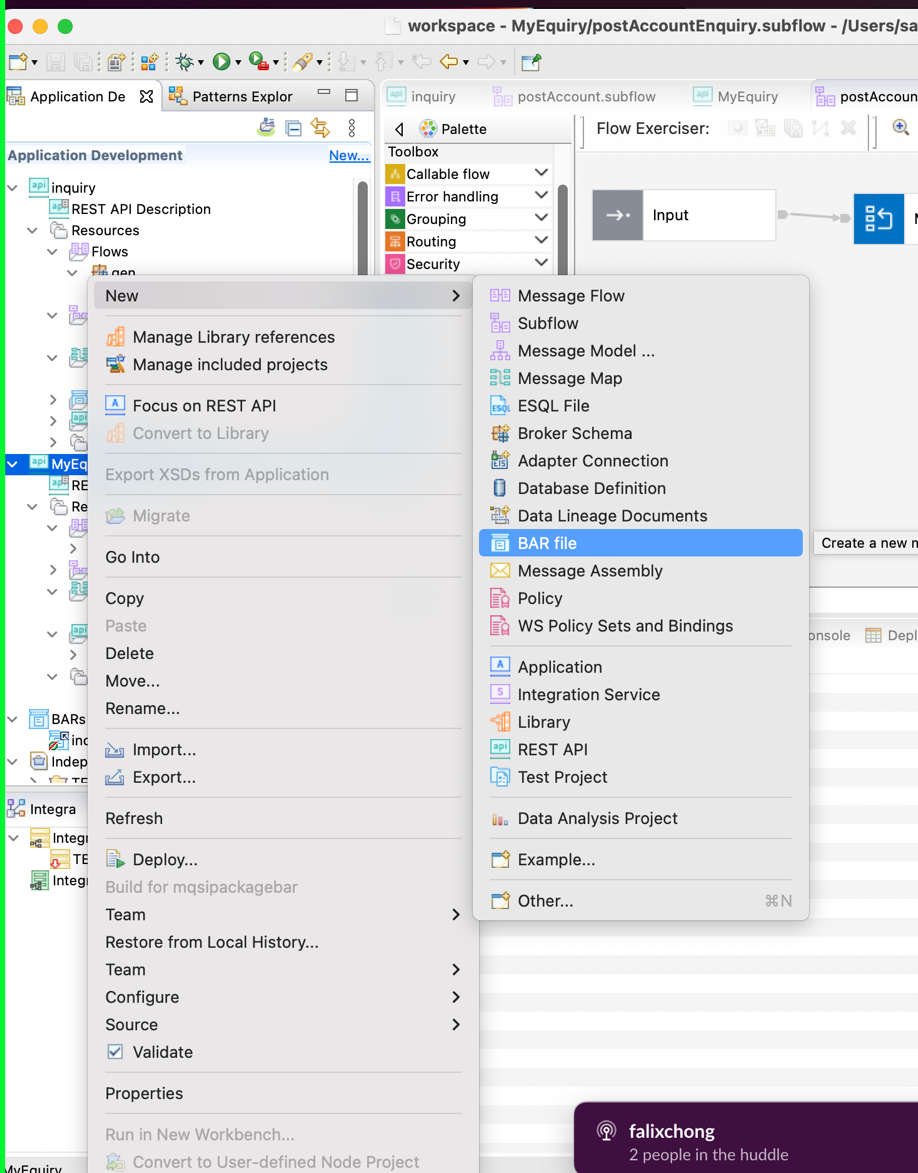 workspace - MyEquiry/postAccountEnquiry.subflow - /Users/sa
Application De
Patterns Explor
Application Development
New...
inquiry
REST API Description
Resources
Flows
gen
MyEq
RE
Re
BARs
inc
Indep
TE
Integra
Integr
TE
Integr
MyEquiry
inquiry
postAccount.subflow
MyEquiry
postAccoun
Palette
Flow Exerciser:
Toolbox
Callable flow
Error handling
Grouping
Routing
Security
Input
New
Manage Library references
Manage included projects
Focus on REST API
Convert to Library
Export XSDs from Application
Migrate
Go Into
Copy
Paste
Delete
Move...
Rename...
Import...
Export...
Refresh
Deploy...
Build for mqsipackagebar
Team
Restore from Local History...
Team
Configure
Source
Validate
Properties
Run in New Workbench...
Convert to User-defined Node Project
Message Flow
Subflow
Message Model ...
Message Map
ESQL File
Broker Schema
Adapter Connection
Database Definition
Data Lineage Documents
BAR file
Message Assembly
Policy
WS Policy Sets and Bindings
Application
Integration Service
Library
REST API
Test Project
Data Analysis Project
Example...
Other... ⌘N
Create a new m
onsole
Depl
falixchong
2 people in the huddle